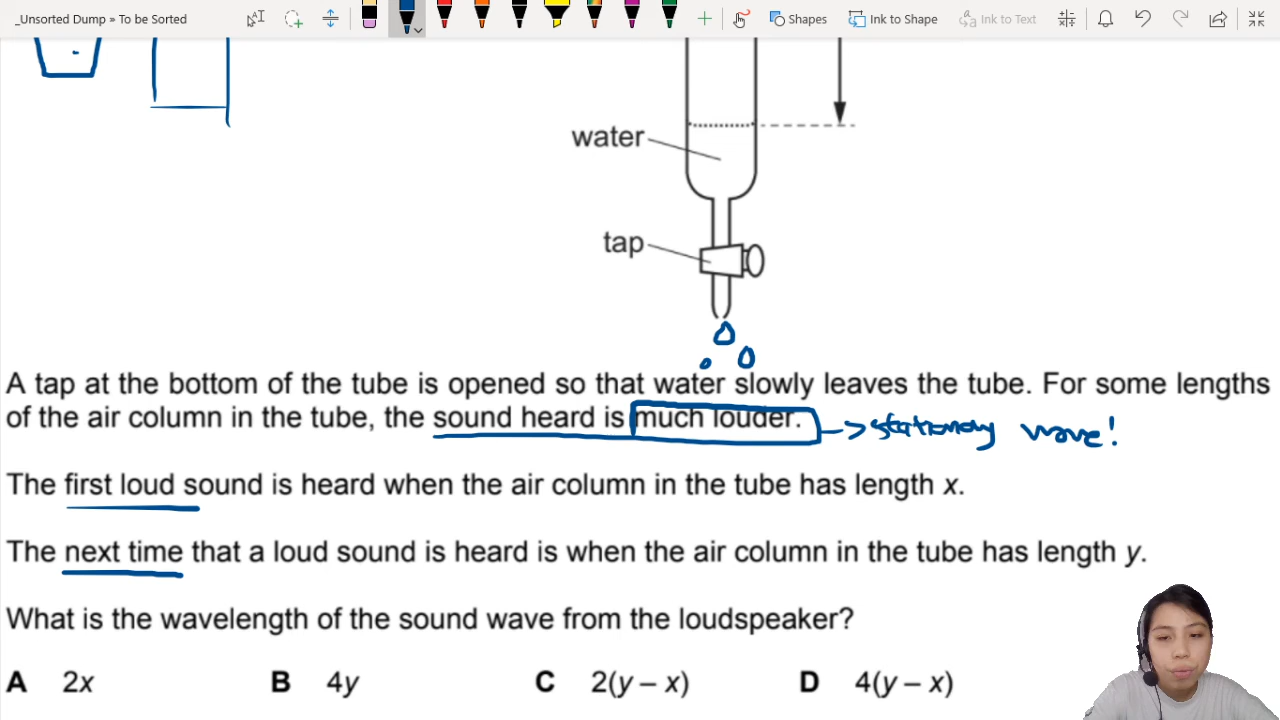 _Unsorted Dump » To be Sorted
Shapes
Ink to Shape
Ink to Text
water
tap
A tap at the bottom of the tube is opened so that water slowly leaves the tube. For some lengths
of the air column in the tube, the sound heard is much louder. -> stationary wave!
The first loud sound is heard when the air column in the tube has length x.
The next time that a loud sound is heard is when the air column in the tube has length y.
What is the wavelength of the sound wave from the loudspeaker?
A 2x B 4y C 2(y – x) D 4(y – x)